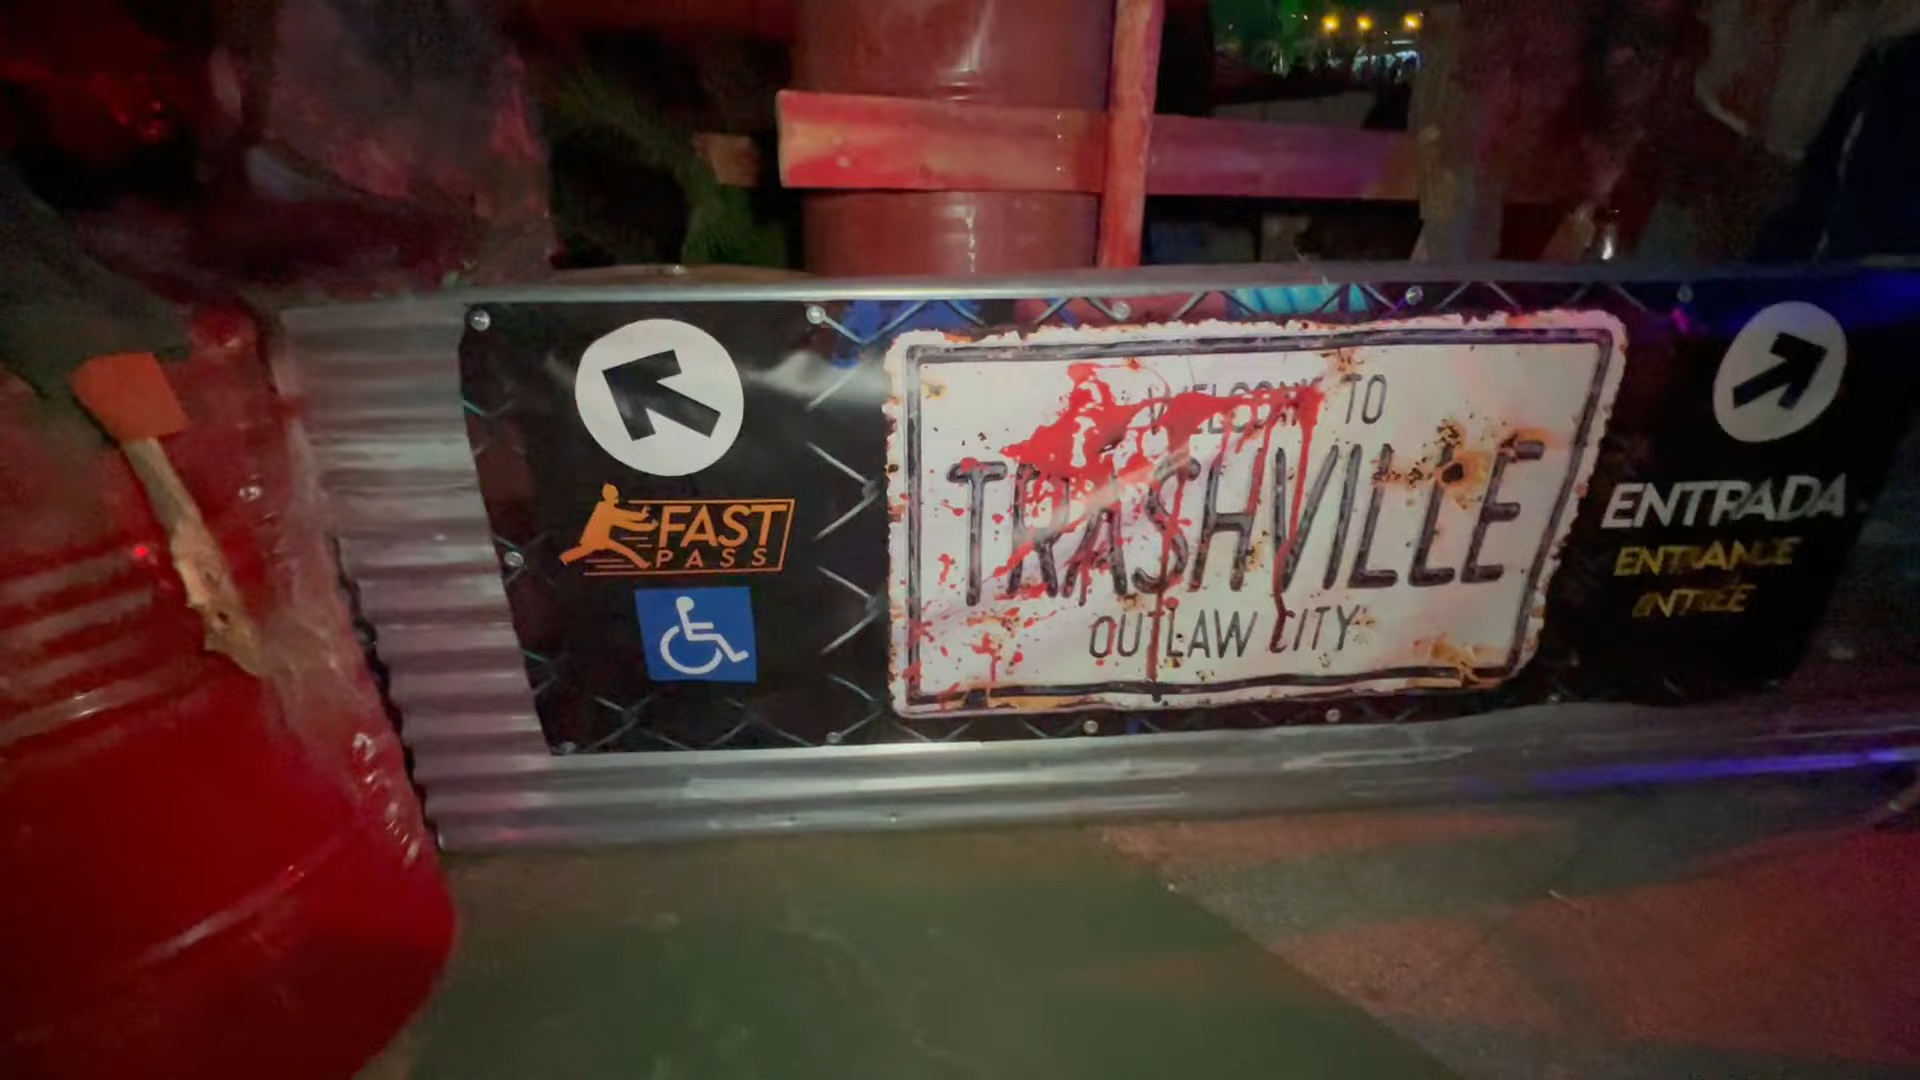 FAST
PASS
WELCOME TO
TRASHVILLE
OUTLAW CITY
ENTRADA
ENTRANCE
ENTRÉE